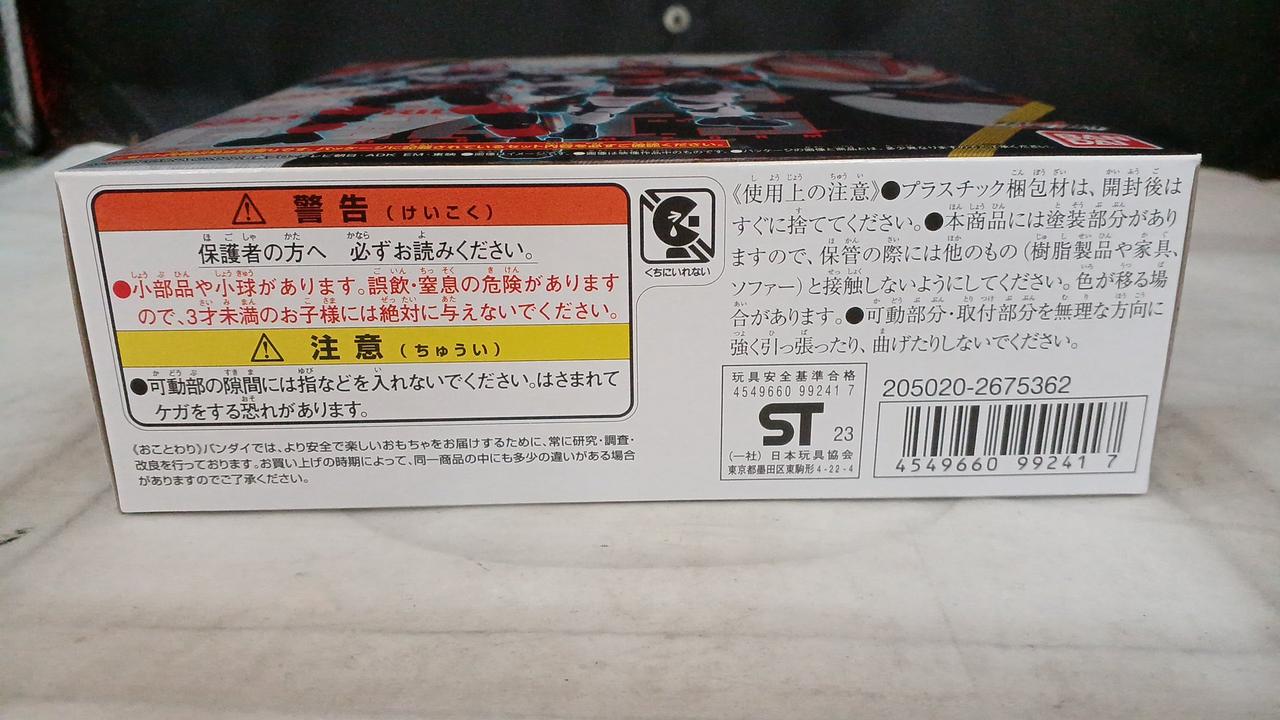 テレビ朝日・ADK EM・東映
BAN
警告(けいこく)
保護者の方へ 必ずお読みください。
●小部品や小球があります。誤飲・窒息の危険があります
ので、3才未満のお子様には絶対に与えないでください。
注意(ちゅうい)
●可動部の隙間には指などを入れないでください。はさまれて
ケガをする恐れがあります。
《おことわり》バンダイでは、より安全で楽しいおもちゃをお届けするために、常に研究・調査・
改良を行っております。お買い上げの時期によって、同一商品の中にも多少の違いがある場合
がありますのでご了承ください。
くちにいれない
《使用上の注意》●プラスチック梱包材は、開封後は
すぐに捨ててください。●本商品には塗装部分があり
ますので、保管の際には他のもの(樹脂製品や家具、
ソファー)と接触しないようにしてください。色が移る場
合があります。●可動部分・取付部分を無理な方向に
強く引っ張ったり、曲げたりしないでください。
玩具安全基準合格
4549660 99241 7
ST 23
(一社)日本玩具協会
東京都墨田区東駒形4-22-4
205020-2675362
4549660 99241 7